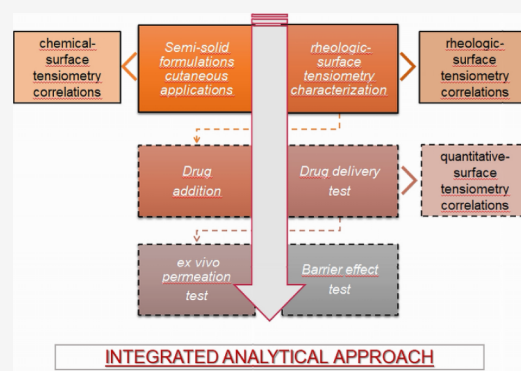 chemical-
surface
tensiometry
correlations
Semi-solid
formulations
cutaneous
applications
rheologic-
surface
tensiometry
characterization
rheologic-
surface
tensiometry
correlations
Drug
addition
Drug delivery
test
quantitative-
surface
tensiometry
correlations
ex vivo
permeation
test
Barrier effect
test
INTEGRATED ANALYTICAL APPROACH